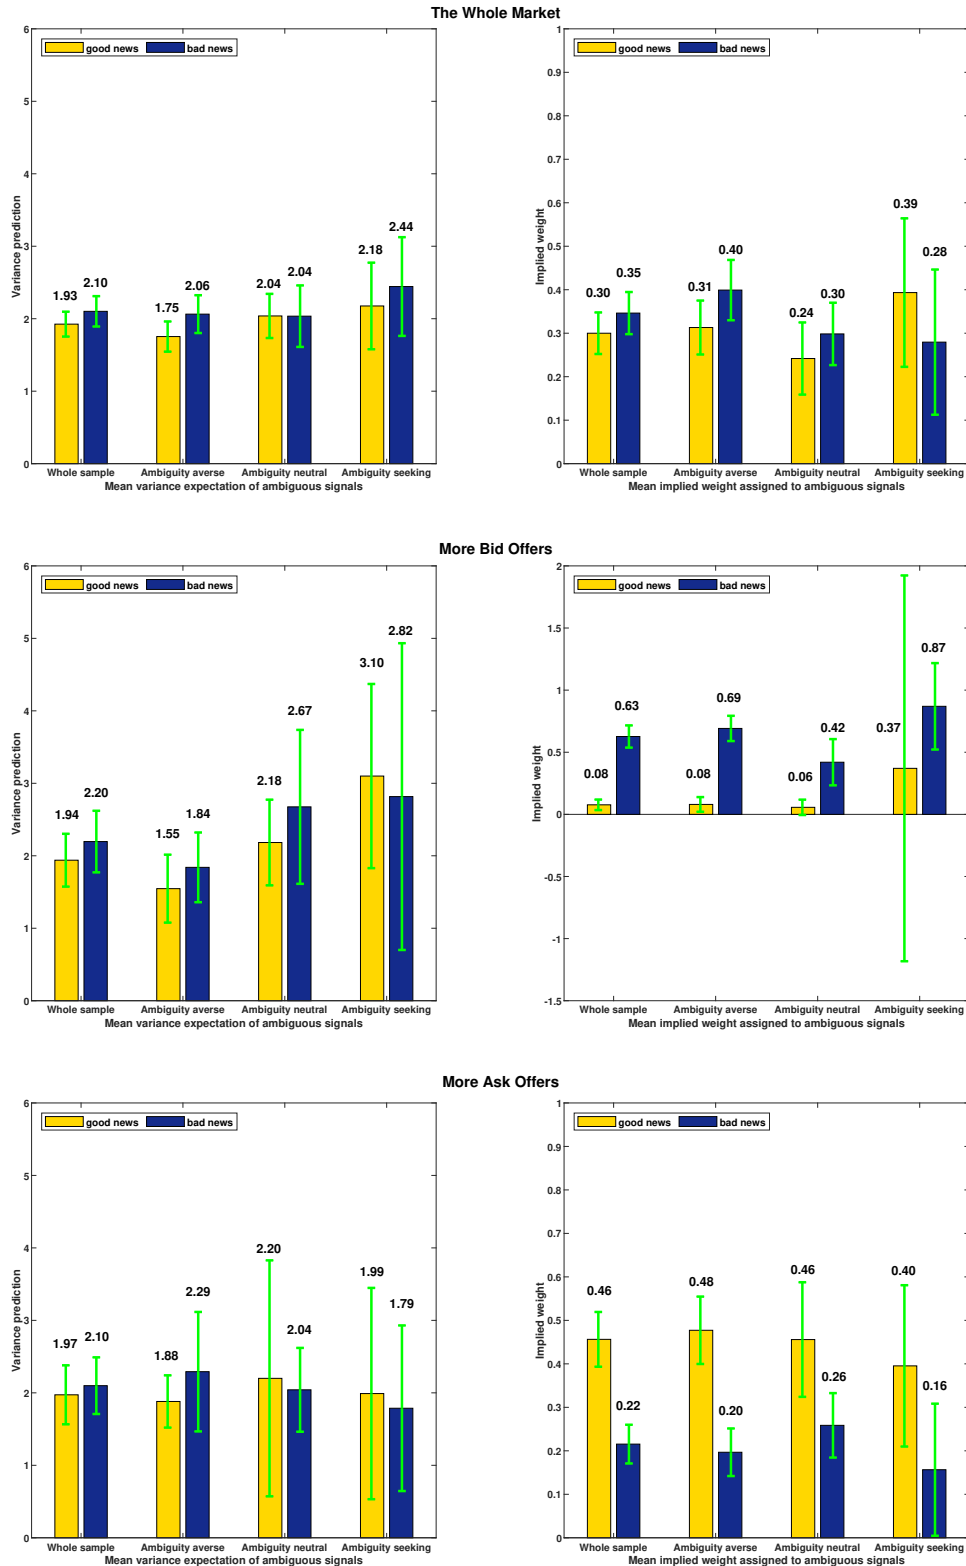 The Whole Market
good news bad news
6
5
4
3
2
1
0
Variance prediction
1.93 2.10 1.75 2.06 2.04 2.04 2.18 2.44
Whole sample Ambiguity averse Ambiguity neutral Ambiguity seeking
Mean variance expectation of ambiguous signals
good news bad news
1
0.9
0.8
0.7
0.6
0.5
0.4
0.3
0.2
0.1
0
Implied weight
0.30 0.35 0.31 0.40 0.24 0.30 0.39 0.28
Whole sample Ambiguity averse Ambiguity neutral Ambiguity seeking
Mean implied weight assigned to ambiguous signals
More Bid Offers
good news bad news
6
5
4
3
2
1
0
Variance prediction
1.94 2.20 1.55 1.84 2.18 2.67 3.10 2.82
Whole sample Ambiguity averse Ambiguity neutral Ambiguity seeking
Mean variance expectation of ambiguous signals
good news bad news
2
1.5
1
0.5
0
-0.5
-1
-1.5
Implied weight
0.08 0.63 0.08 0.69 0.06 0.42 0.37 0.87
Whole sample Ambiguity averse Ambiguity neutral Ambiguity seeking
Mean implied weight assigned to ambiguous signals
More Ask Offers
good news bad news
6
5
4
3
2
1
0
Variance prediction
1.97 2.10 1.88 2.29 2.20 2.04 1.99 1.79
Whole sample Ambiguity averse Ambiguity neutral Ambiguity seeking
Mean variance expectation of ambiguous signals
good news bad news
1
0.9
0.8
0.7
0.6
0.5
0.4
0.3
0.2
0.1
0
Implied weight
0.46 0.22 0.48 0.20 0.46 0.26 0.40 0.16
Whole sample Ambiguity averse Ambiguity neutral Ambiguity seeking
Mean implied weight assigned to ambiguous signals